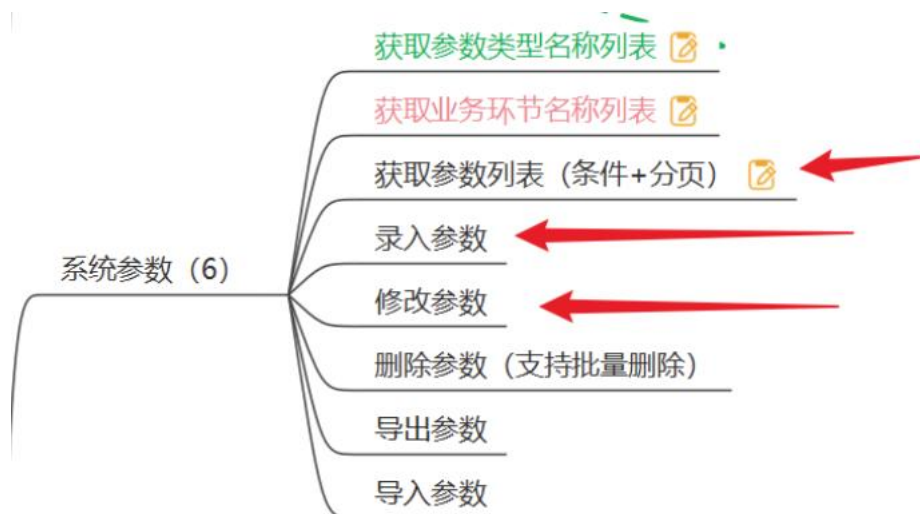 获取参数类型名称列表
获取业务环节名称列表
获取参数列表（条件+分页）
录入参数
系统参数（6）
修改参数
删除参数（支持批量删除）
导出参数
导入参数